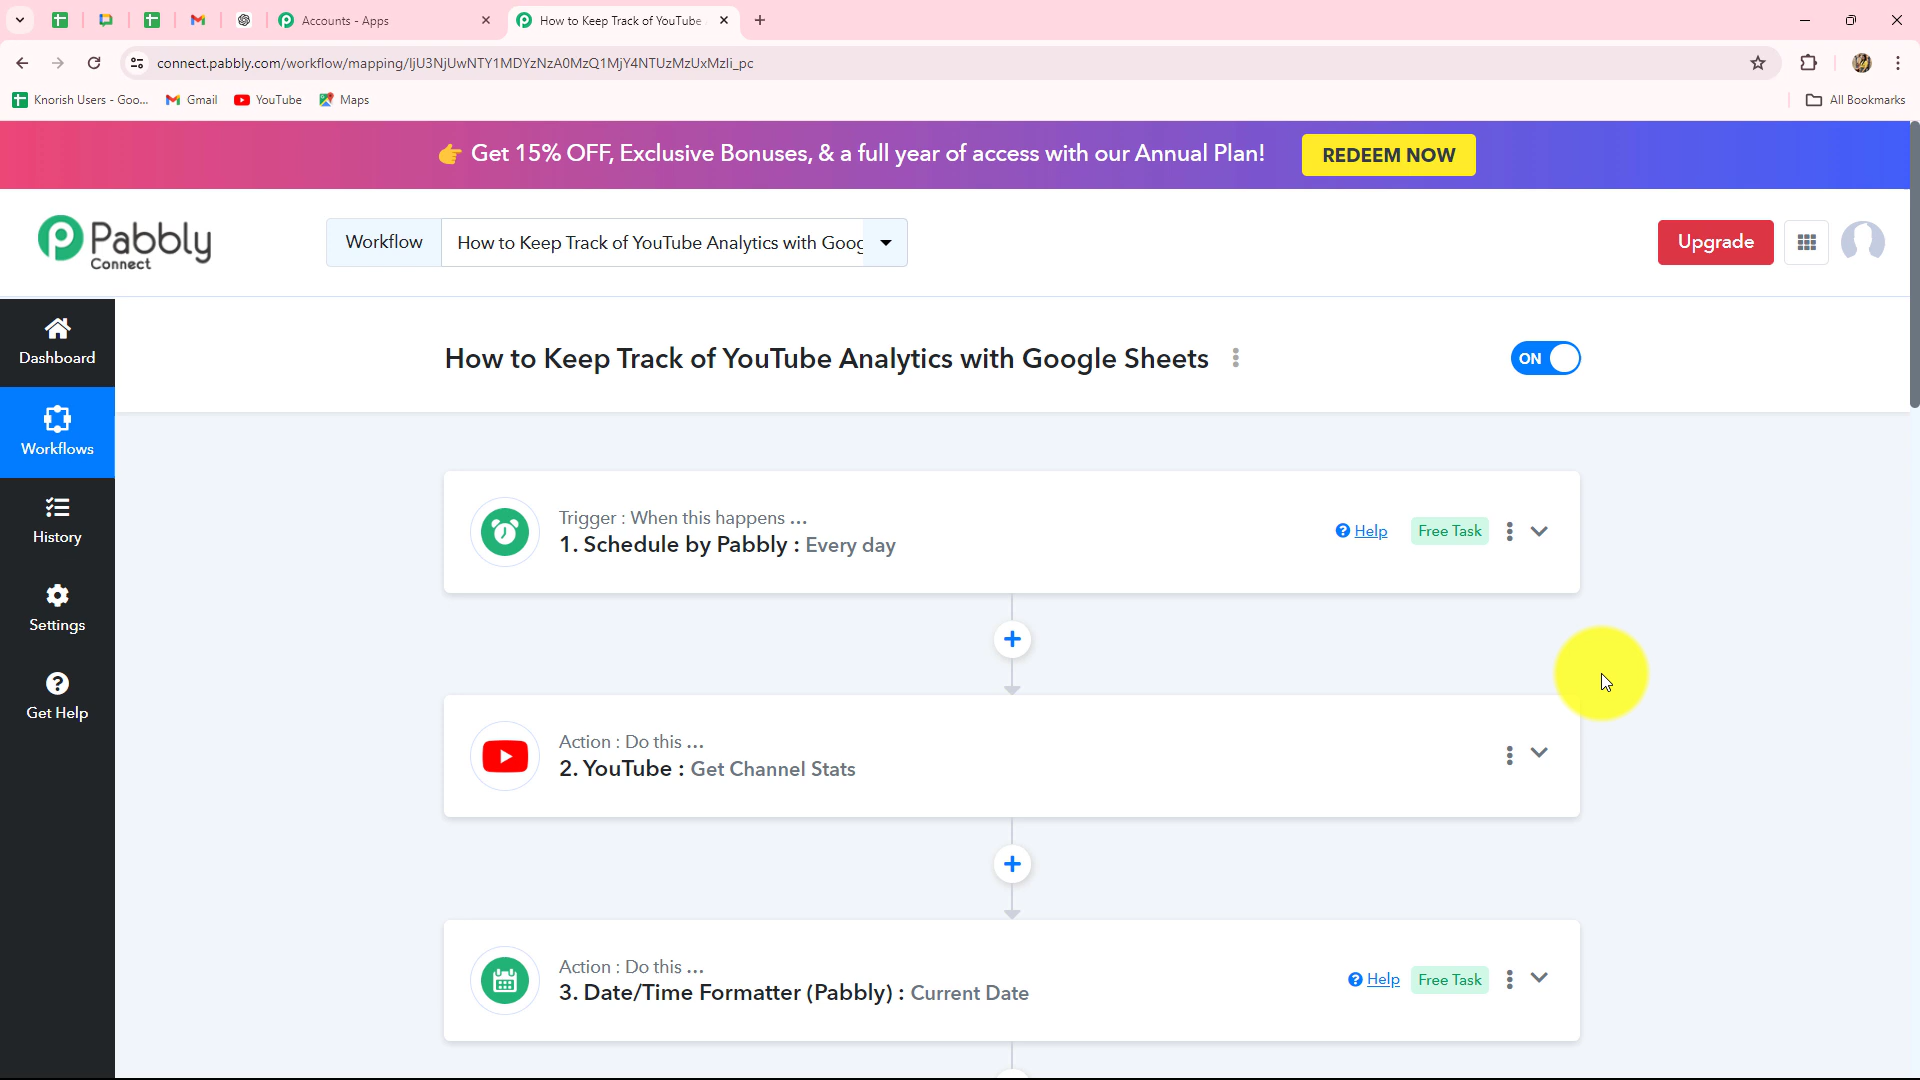 Accounts - Apps
How to Keep Track of YouTube
connect.pabbly.com/workflow/mapping/IjU3NjUwNTY1MDYzNzA0MzQ1MjY4NTUzMzUxMzIi_pc
Knorish Users - Goo...
Gmail
YouTube
Maps
All Bookmarks
👉 Get 15% OFF, Exclusive Bonuses, & a full year of access with our Annual Plan!
REDEEM NOW
Pabbly
Connect
Workflow
How to Keep Track of YouTube Analytics with Goog
Upgrade
Dashboard
Workflows
History
Settings
Get Help
How to Keep Track of YouTube Analytics with Google Sheets
ON
Trigger : When this happens ...
1. Schedule by Pabbly : Every day
Help
Free Task
Action : Do this ...
2. YouTube : Get Channel Stats
Action : Do this ...
3. Date/Time Formatter (Pabbly) : Current Date
Help
Free Task